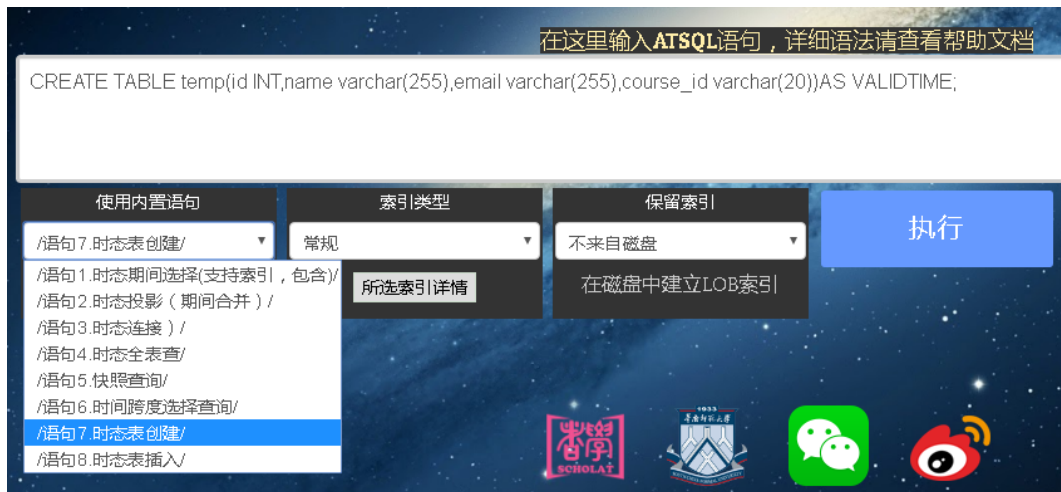 在这里输入ATSQL语句，详细语法请查看帮助文档
CREATE TABLE temp(id INT,name varchar(255),email varchar(255),course_id varchar(20))AS VALIDTIME;
使用内置语句
索引类型
保留索引
执行
/语句7.时态表创建/
常规
不来自磁盘
/语句1.时态期间选择(支持索引，包含)/
所选索引详情
在磁盘中建立LOB索引
/语句2.时态投影（期间合并）/
/语句3.时态连接）/
/语句4.时态全表查/
/语句5.快照查询/
/语句6.时间跨度选择查询/
/语句7.时态表创建/
/语句8.时态表插入/
SCHOLAT
1933
华南师范大学